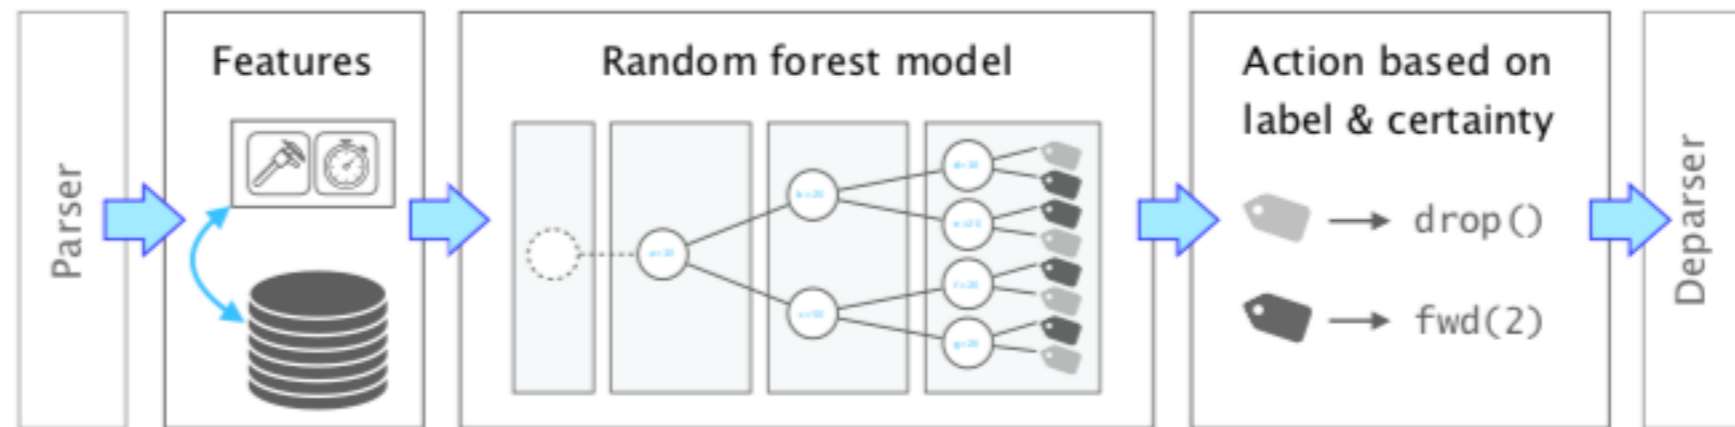 Parser
Features
Random forest model
Action based on
label & certainty
drop()
fwd(2)
Deparser